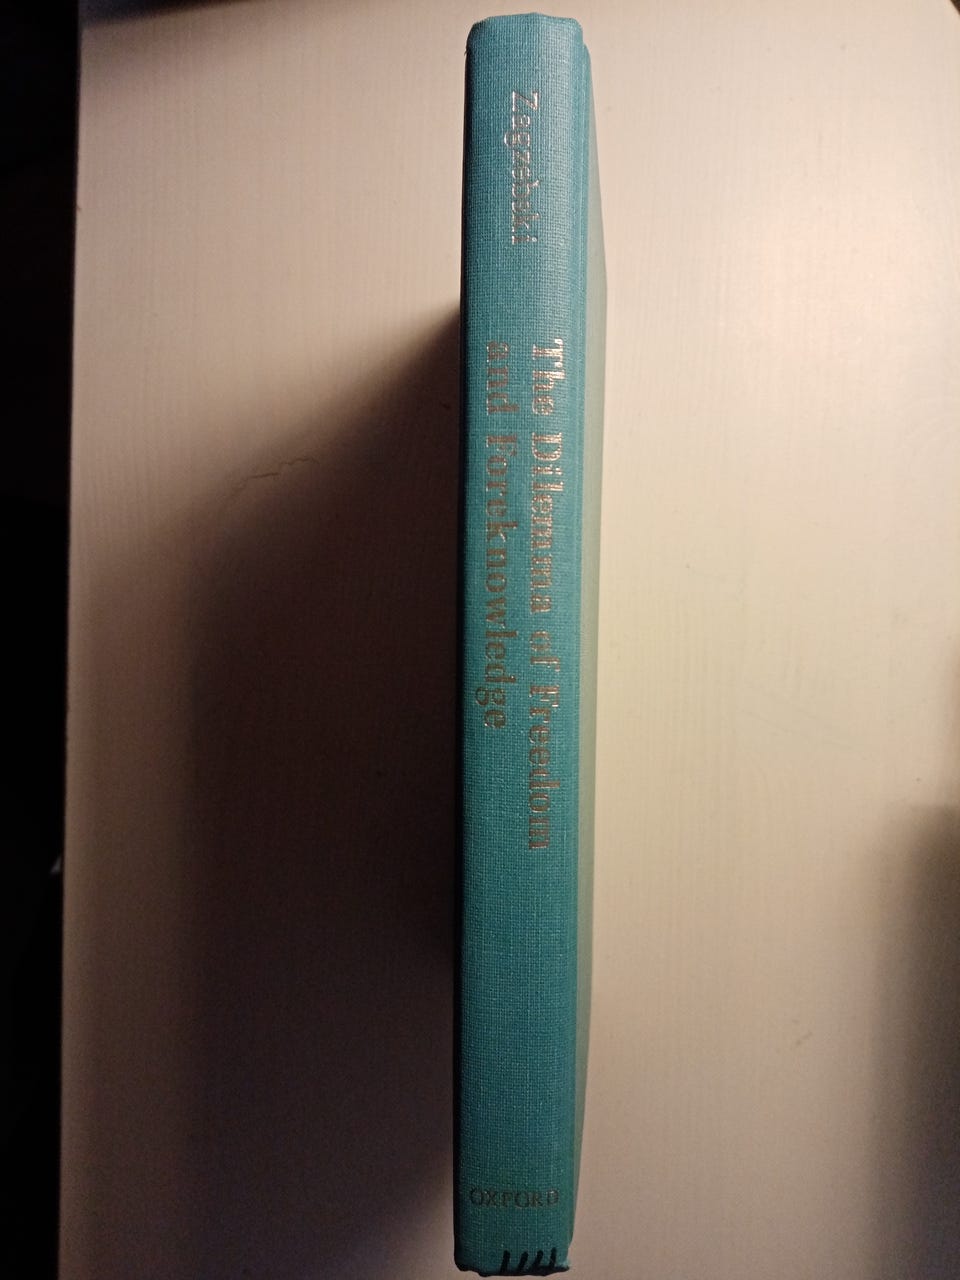 Zagzebski
The Dilemma of Freedom
and Foreknowledge
OXFORD